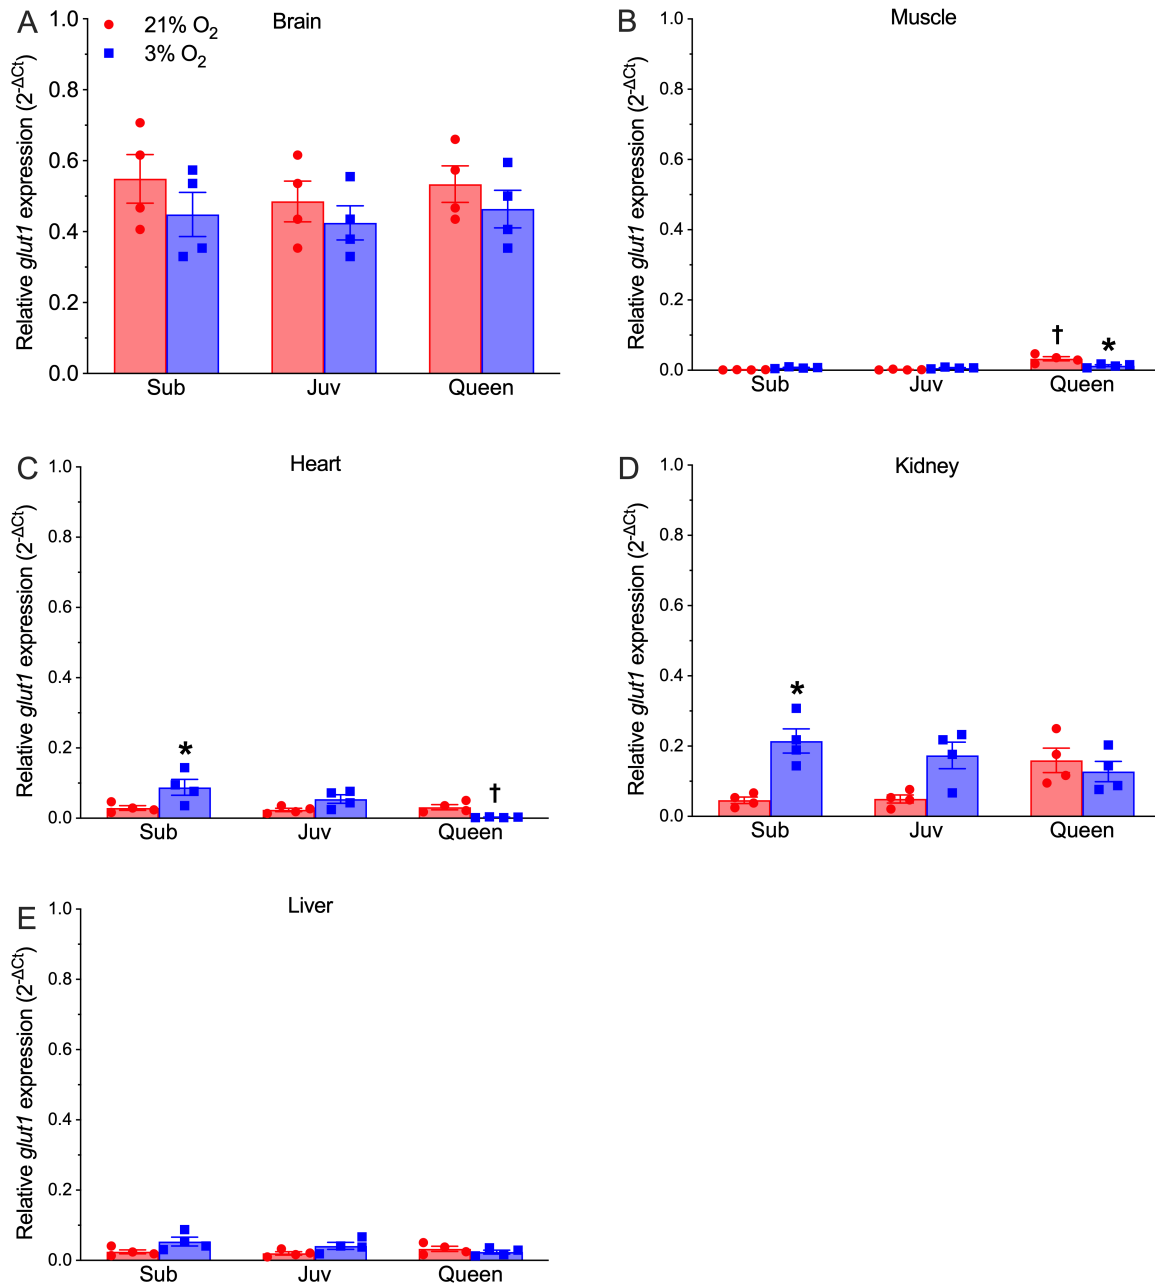 A
21% O2
3% O2
Brain
Relative glut1 expression (2-ΔCt)
1.0
0.8
0.6
0.4
0.2
0.0
Sub
Juv
Queen
B
Muscle
Relative glut1 expression (2-ΔCt)
1.0
0.8
0.6
0.4
0.2
0.0
†
*
Sub
Juv
Queen
C
Heart
Relative glut1 expression (2-ΔCt)
1.0
0.8
0.6
0.4
0.2
0.0
*
†
Sub
Juv
Queen
D
Kidney
Relative glut1 expression (2-ΔCt)
1.0
0.8
0.6
0.4
0.2
0.0
*
Sub
Juv
Queen
E
Liver
Relative glut1 expression (2-ΔCt)
1.0
0.8
0.6
0.4
0.2
0.0
Sub
Juv
Queen